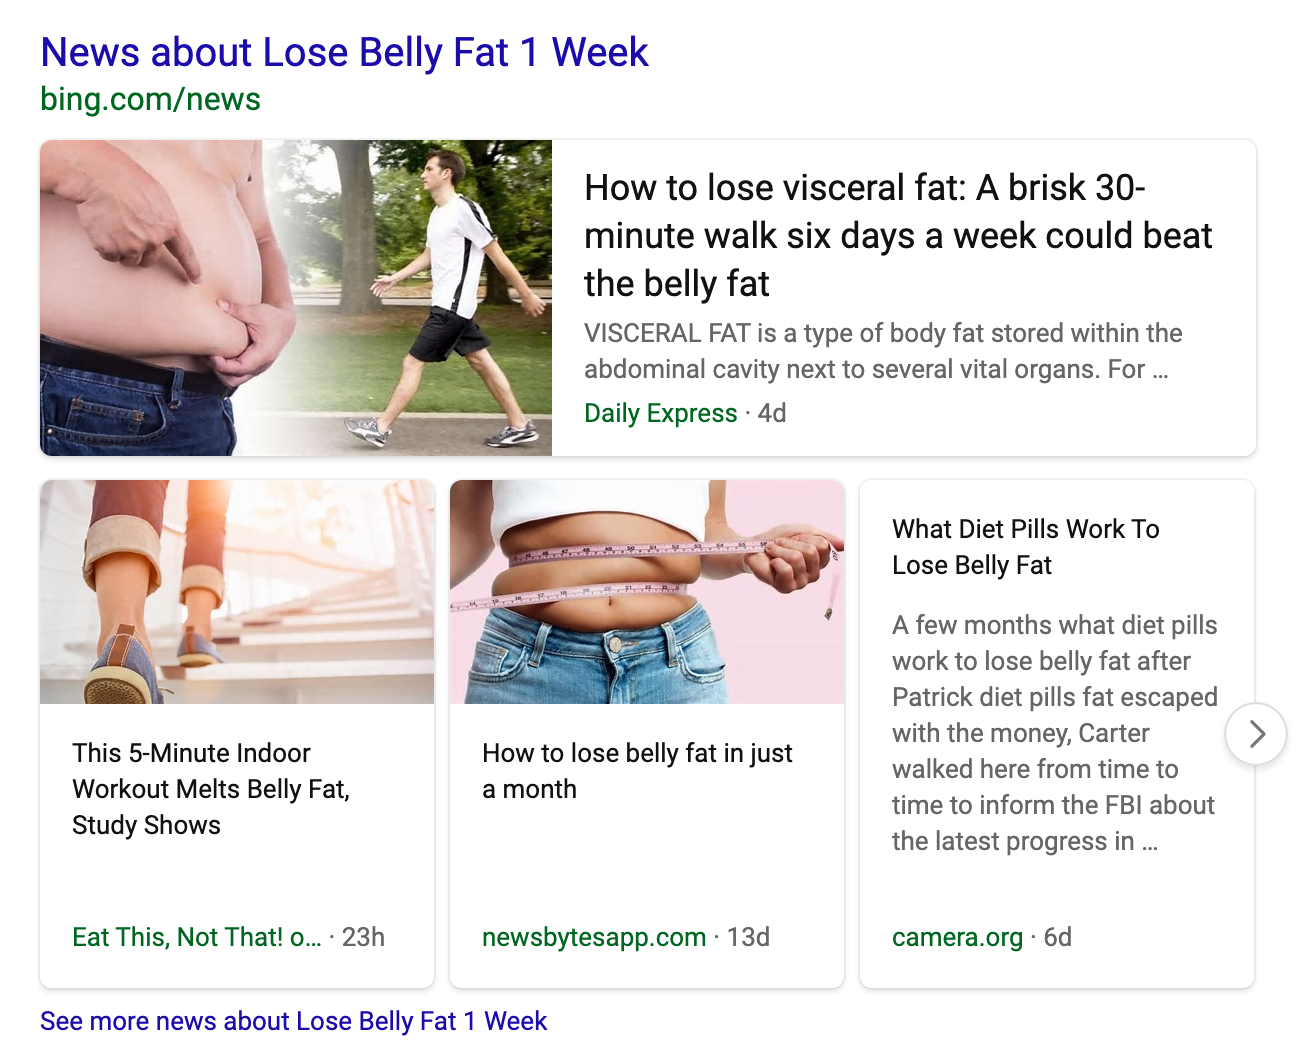 News about Lose Belly Fat 1 Week
bing.com/news
How to lose visceral fat: A brisk 30-
minute walk six days a week could beat
the belly fat
VISCERAL FAT is a type of body fat stored within the
abdominal cavity next to several vital organs. For ...
Daily Express · 4d
This 5-Minute Indoor
Workout Melts Belly Fat,
Study Shows
Eat This, Not That! o... · 23h
How to lose belly fat in just
a month
newsbytesapp.com · 13d
What Diet Pills Work To
Lose Belly Fat
A few months what diet pills
work to lose belly fat after
Patrick diet pills fat escaped
with the money, Carter
walked here from time to
time to inform the FBI about
the latest progress in ...
camera.org · 6d
See more news about Lose Belly Fat 1 Week